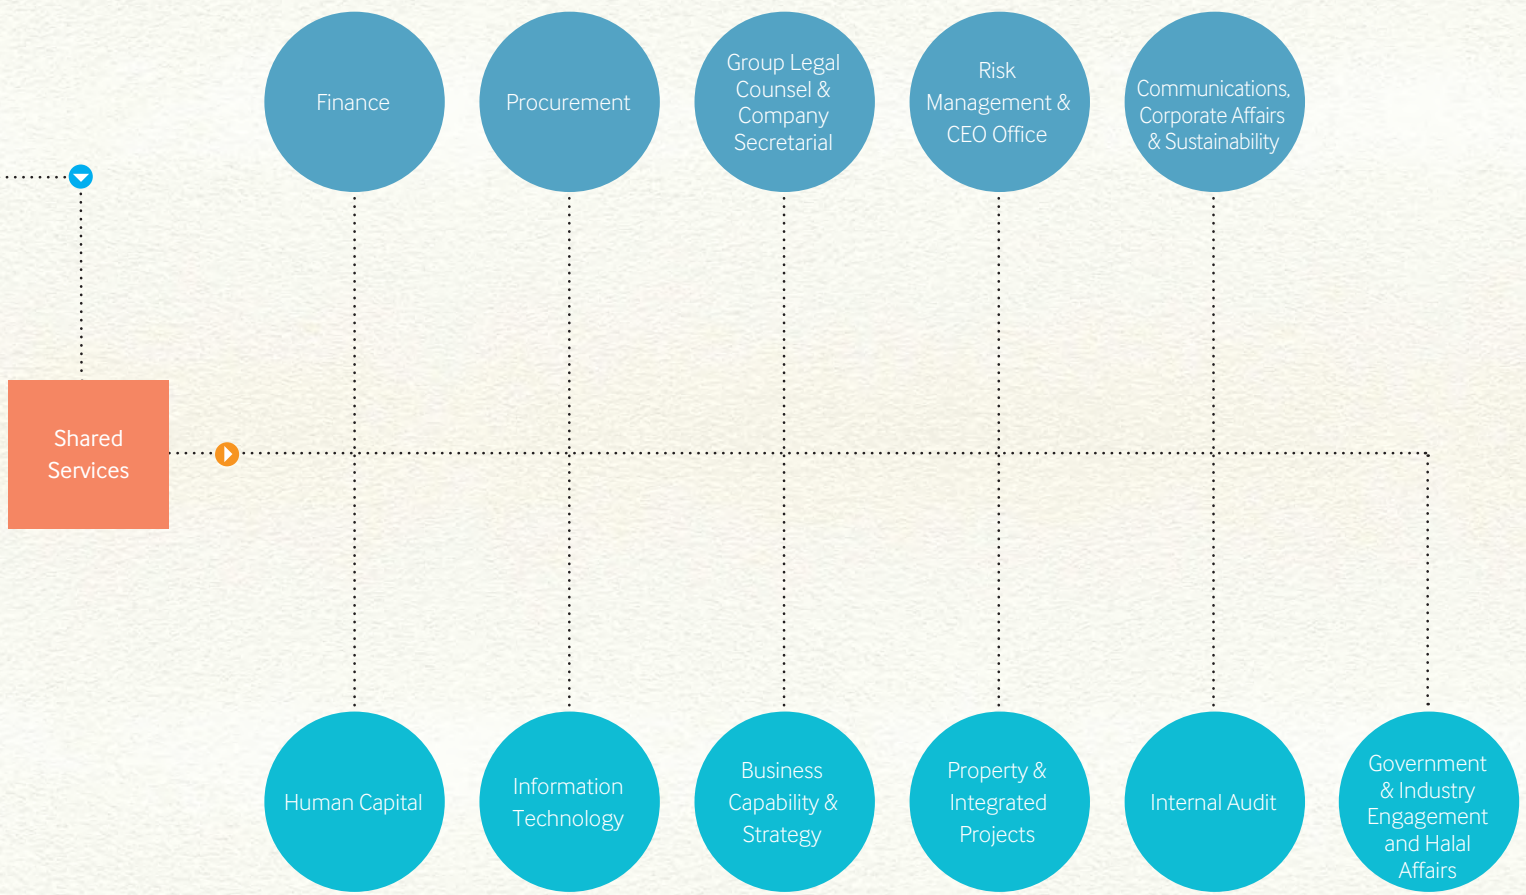 Finance
Procurement
Group Legal
Counsel &
Company
Secretarial
Risk
Management &
CEO Office
Communications,
Corporate Affairs
& Sustainability
Shared
Services
Human Capital
Information
Technology
Business
Capability &
Strategy
Property &
Integrated
Projects
Internal Audit
Government
& Industry
Engagement
and Halal
Affairs